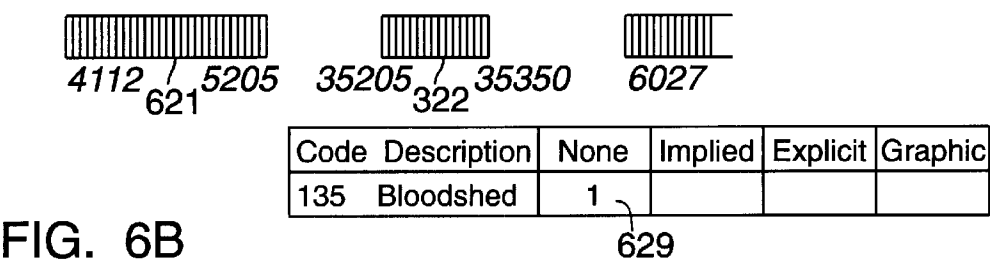 4112 621 5205 35205 322 35350 6027
Code Description None Implied Explicit Graphic
135 Bloodshed 1
629
FIG. 6B